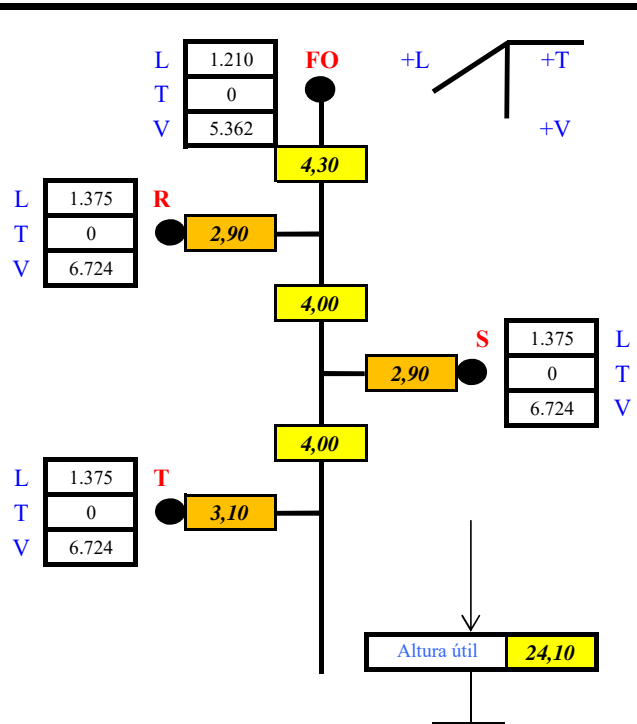 L 1.210 FO +L +T
T 0
V 5.362 +V
4,30
L 1.375 R
T 0 2,90
V 6.724
4,00
S 1.375 L
2,90 0 T
6.724 V
4,00
L 1.375 T
T 0 3,10
V 6.724
Altura útil 24,10